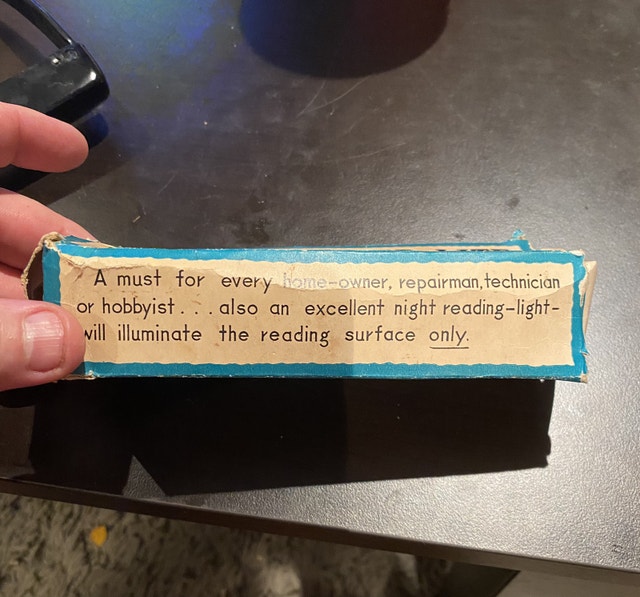 A must for every home-owner, repairman, technician
or hobbyist . . . also an excellent night reading-light-
will illuminate the reading surface only.